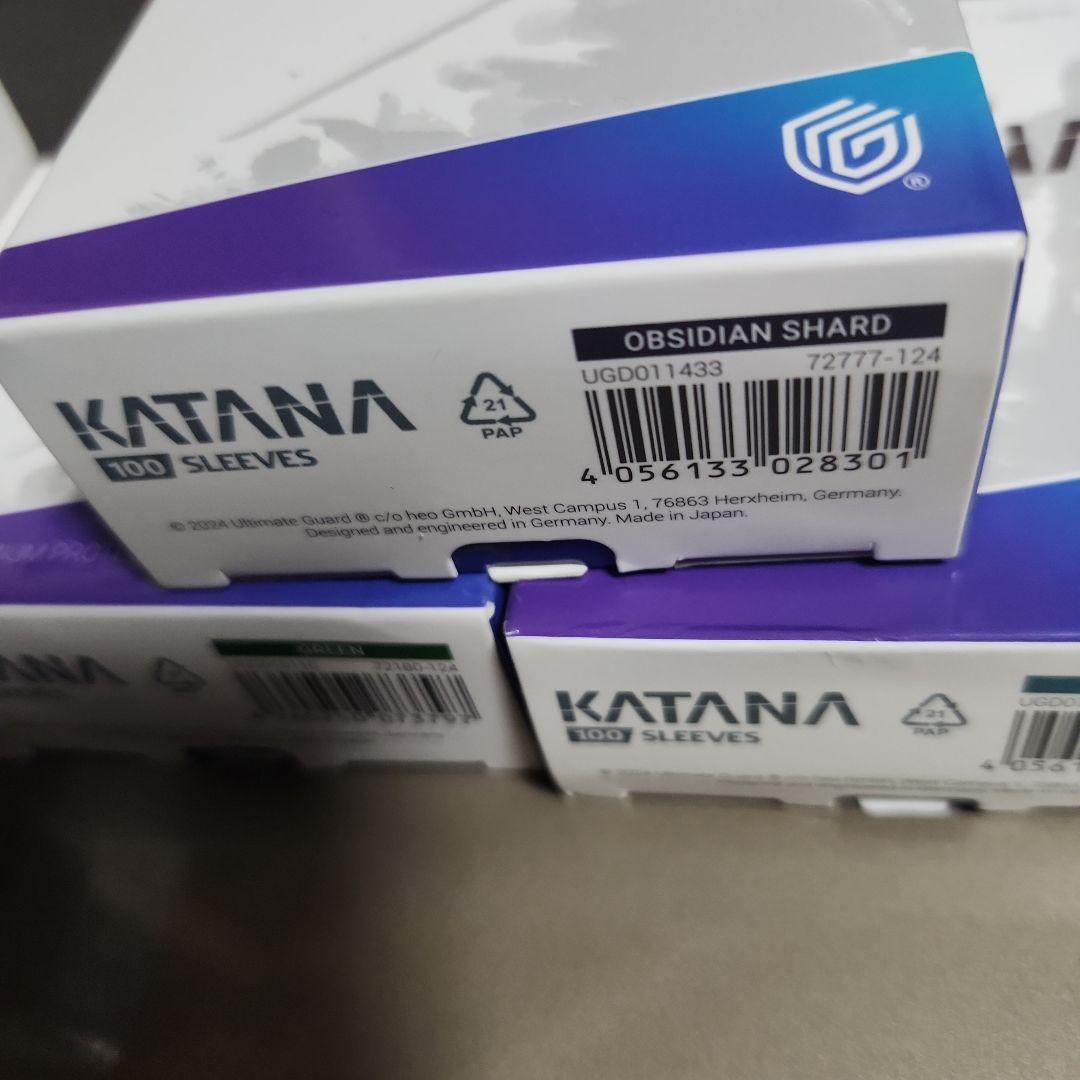 OBSIDIAN SHARD
UGD011433 72777-124
KATANA
100 SLEEVES
21
PAP
4 056133 028301
© 2024 Ultimate Guard ® c/o heo GmbH, West Campus 1, 76863 Herxheim, Germany.
Designed and engineered in Germany. Made in Japan.
®
GREEN
72180-124
KATANA
100 SLEEVES
21
PAP